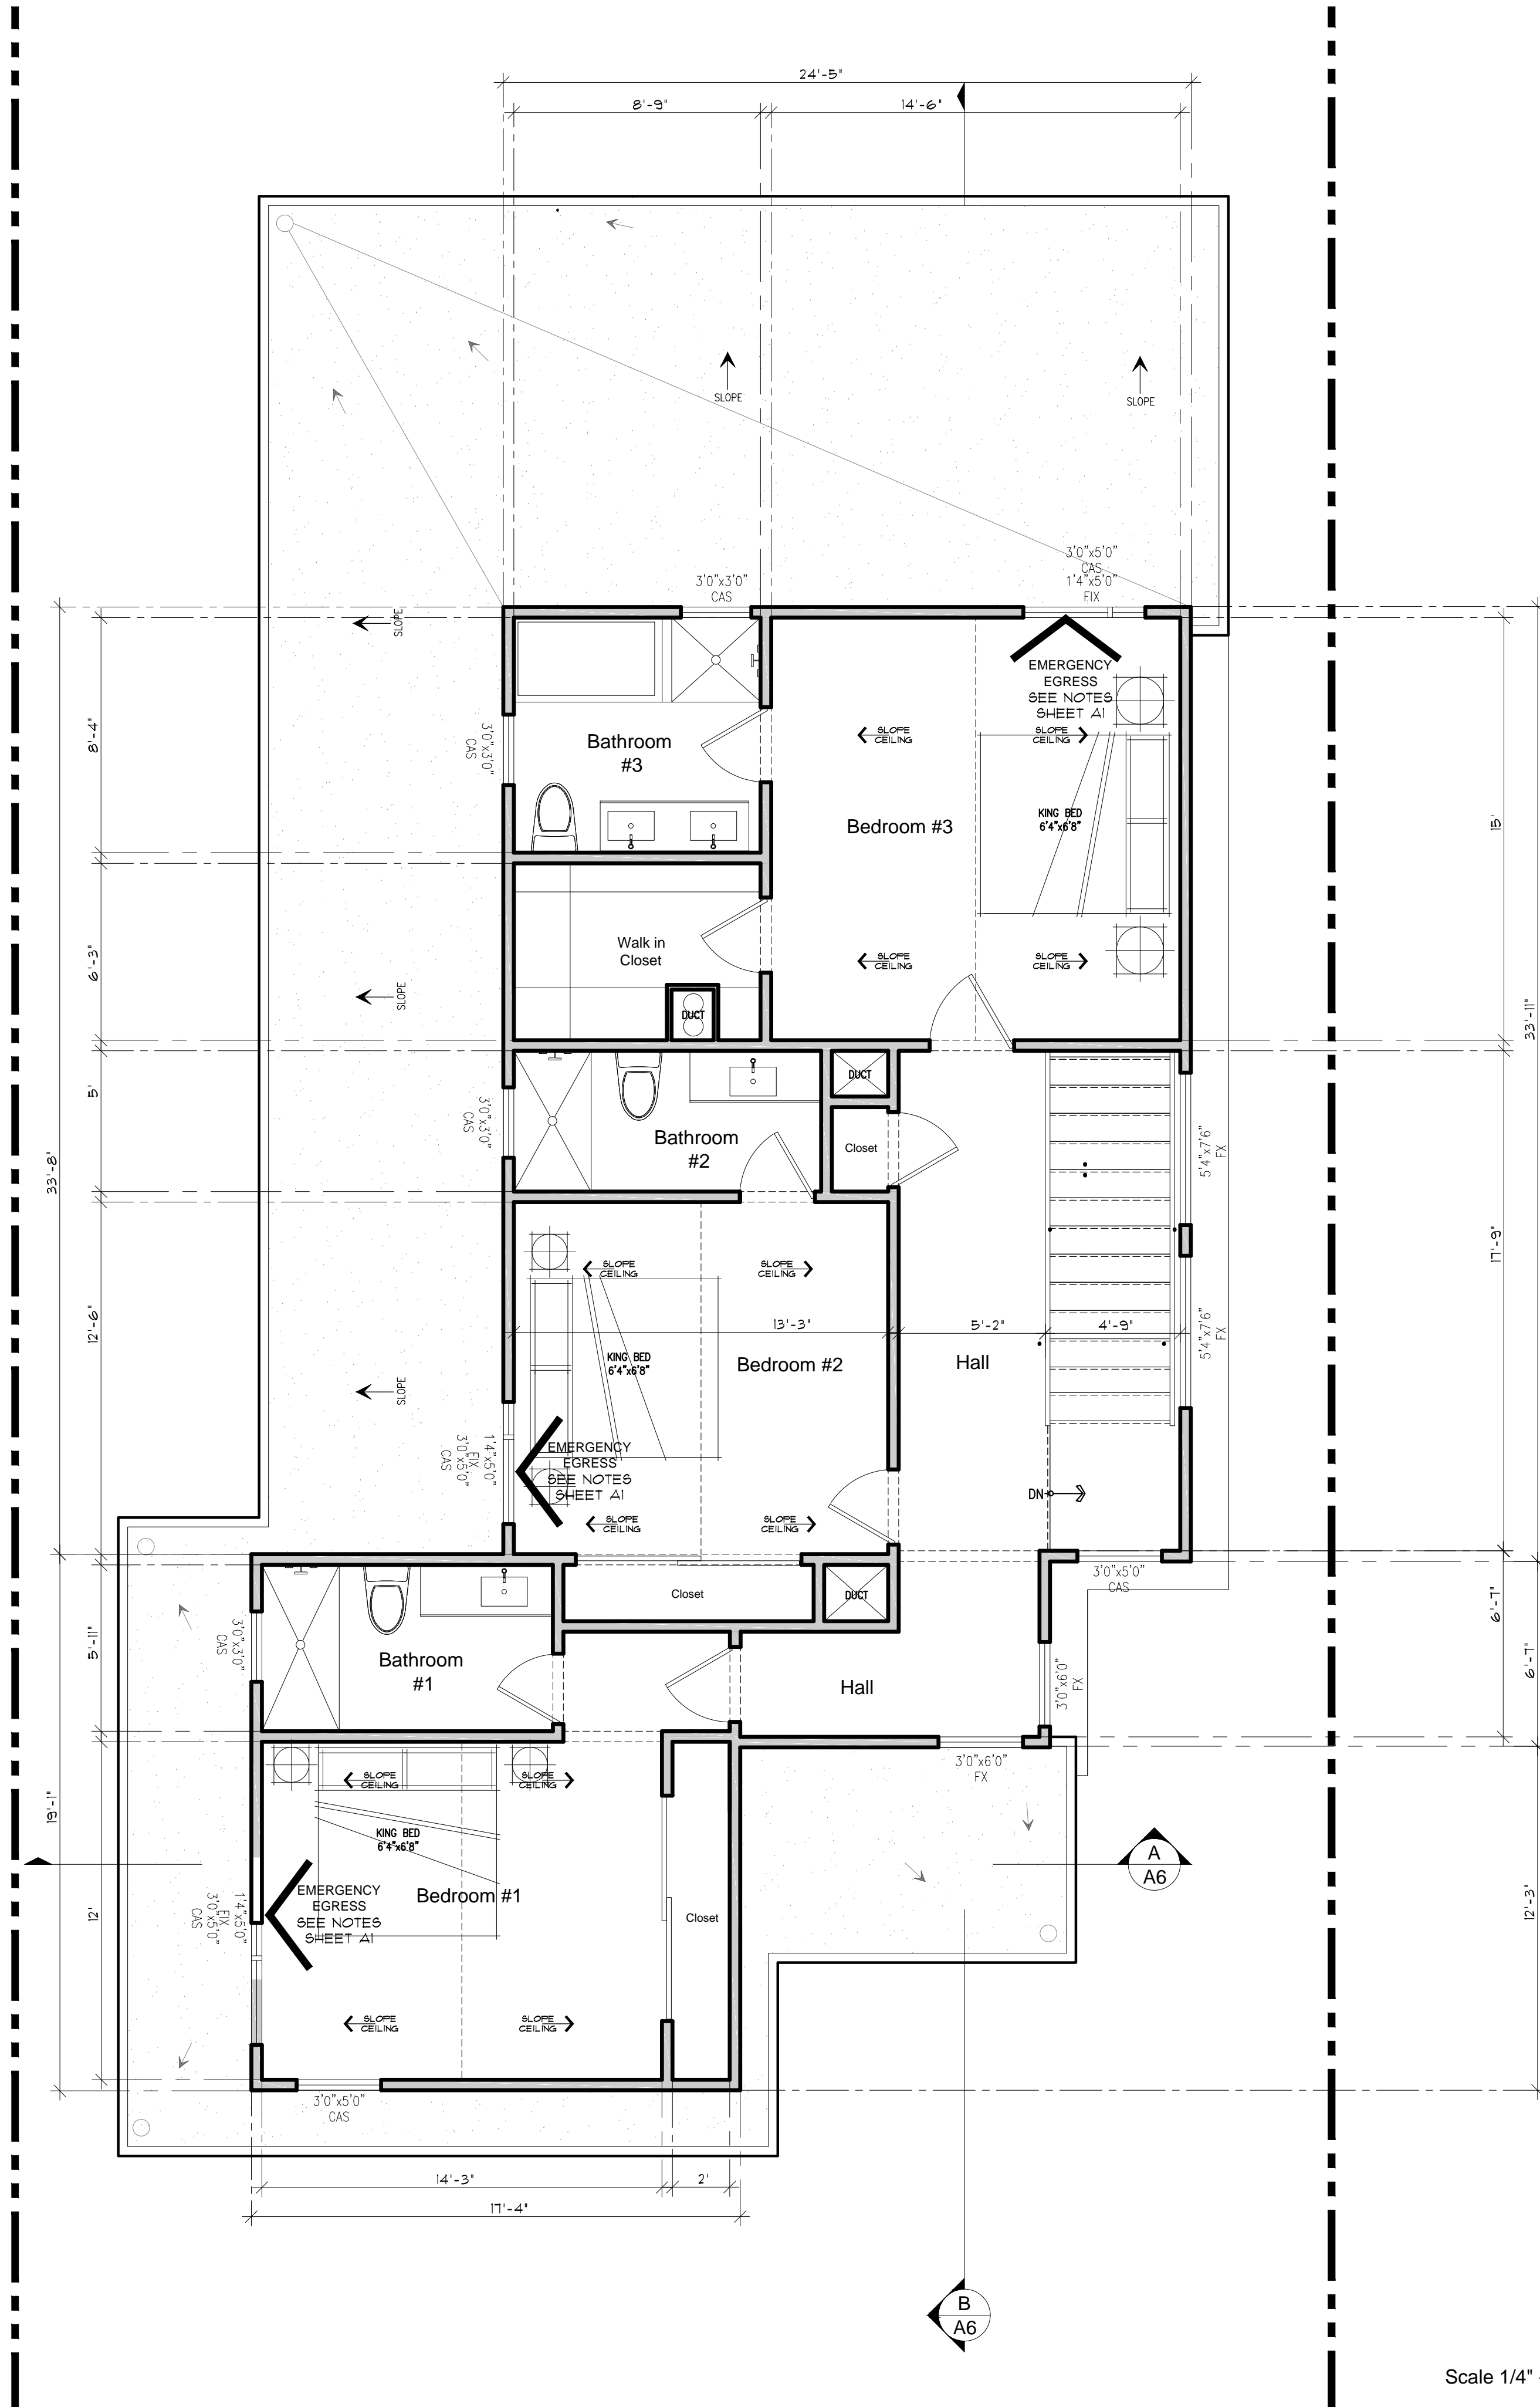 24'-5"
8'-9"
14'-6"
SLOPE
SLOPE
3'0"x5'0"
CAS
1'4"x5'0"
FIX
3'0"x3'0"
CAS
SLOPE
EMERGENCY
EGRESS
SEE NOTES
SHEET A1
8'-4"
3'0"x3'0"
CAS
Bathroom
#3
SLOPE
CEILING
SLOPE
CEILING
Bedroom #3
KING BED
6'4"x6'8"
15'
33'-11"
6'-3"
Walk in
Closet
SLOPE
CEILING
SLOPE
CEILING
SLOPE
DUCT
DUCT
5'
3'0"x3'0"
CAS
Bathroom
#2
Closet
5'4"x7'6"
FX
33'-8"
17'-9"
SLOPE
CEILING
SLOPE
CEILING
12'-6"
13'-3"
5'-2"
4'-9"
5'4"x7'6"
FX
KING BED
6'4"x6'8"
Bedroom #2
Hall
SLOPE
1'4"x5'0"
FIX
3'0"x5'0"
CAS
EMERGENCY
EGRESS
SEE NOTES
SHEET A1
DN
SLOPE
CEILING
SLOPE
CEILING
3'0"x5'0"
CAS
Closet
DUCT
6'-7"
6'-7"
5'-11"
3'0"x3'0"
CAS
Bathroom
#1
Hall
3'0"x6'0"
FX
3'0"x6'0"
FX
SLOPE
CEILING
SLOPE
CEILING
19'-1"
KING BED
6'4"x6'8"
A
A6
12'
1'4"x5'0"
FIX
3'0"x5'0"
CAS
EMERGENCY
EGRESS
SEE NOTES
SHEET A1
Bedroom #1
Closet
12'-3"
SLOPE
CEILING
SLOPE
CEILING
3'0"x5'0"
CAS
14'-3"
2'
17'-4"
B
A6
Scale 1/4"